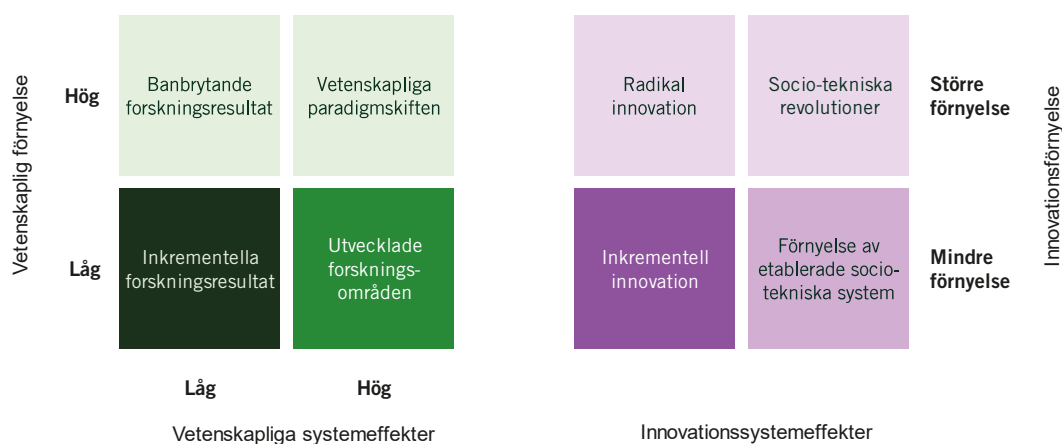 Vetenskaplig förnyelse
Hög
Banbrytande
forskningsresultat
Vetenskapliga
paradigmskiften
Låg
Inkrementella
forskningsresultat
Utvecklade
forsknings-
områden
Låg
Hög
Vetenskapliga systemeffekter
Radikal
innovation
Socio-tekniska
revolutioner
Större
förnyelse
Inkrementell
innovation
Förnyelse av
etablerade socio-
tekniska system
Mindre
förnyelse
Innovationsförnyelse
Innovationssystemeffekter